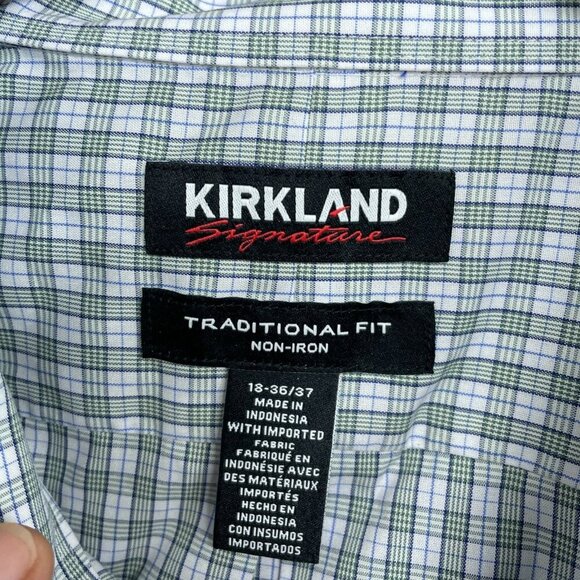 KIRKLAND
Signature
TRADITIONAL FIT
NON-IRON
18-36/37
MADE IN
INDONESIA
WITH IMPORTED
FABRIC
FABRIQUÉ EN
INDONÉSIE AVEC
DES MATÉRIAUX
IMPORTÉS
HECHO EN
INDONESIA
CON INSUMOS
IMPORTADOS